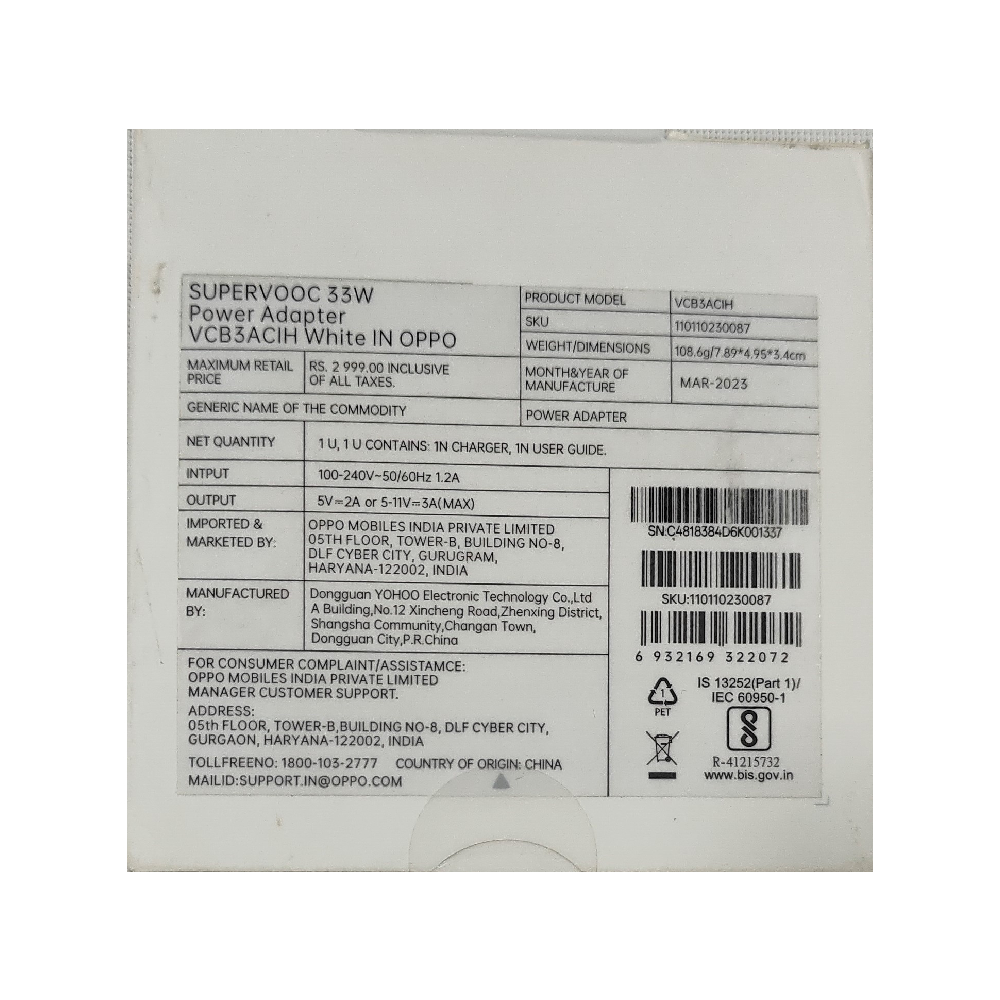 SUPERVOOC 33W
Power Adapter
VCB3ACIH White IN OPPO
PRODUCT MODEL VCB3ACIH
SKU 110110230087
WEIGHT/DIMENSIONS 108.6g/7.89*4.95*3.4cm
MAXIMUM RETAIL PRICE RS. 2 999.00 INCLUSIVE
OF ALL TAXES.
MONTH&YEAR OF
MANUFACTURE MAR-2023
GENERIC NAME OF THE COMMODITY POWER ADAPTER
NET QUANTITY 1 U, 1 U CONTAINS: 1N CHARGER, 1N USER GUIDE.
INTPUT 100-240V~50/60Hz 1.2A
OUTPUT 5V⎓2A or 5-11V⎓3A(MAX)
IMPORTED &
MARKETED BY:
OPPO MOBILES INDIA PRIVATE LIMITED
05TH FLOOR, TOWER-B, BUILDING NO-8,
DLF CYBER CITY, GURUGRAM,
HARYANA-122002, INDIA
MANUFACTURED
BY:
Dongguan YOHOO Electronic Technology Co.,Ltd
A Building,No.12 Xincheng Road,Zhenxing District,
Shangsha Community,Changan Town,
Dongguan City,P.R.China
FOR CONSUMER COMPLAINT/ASSISTAMCE:
OPPO MOBILES INDIA PRIVATE LIMITED
MANAGER CUSTOMER SUPPORT.
ADDRESS:
05th FLOOR, TOWER-B,BUILDING NO-8, DLF CYBER CITY,
GURGAON, HARYANA-122002, INDIA
TOLLFREENO: 1800-103-2777 COUNTRY OF ORIGIN: CHINA
MAILID:SUPPORT.IN@OPPO.COM
SN:C4818384D6K001337
SKU:110110230087
6 932169 322072
1
PET
IS 13252(Part 1)/
IEC 60950-1
R-41215732
www.bis.gov.in